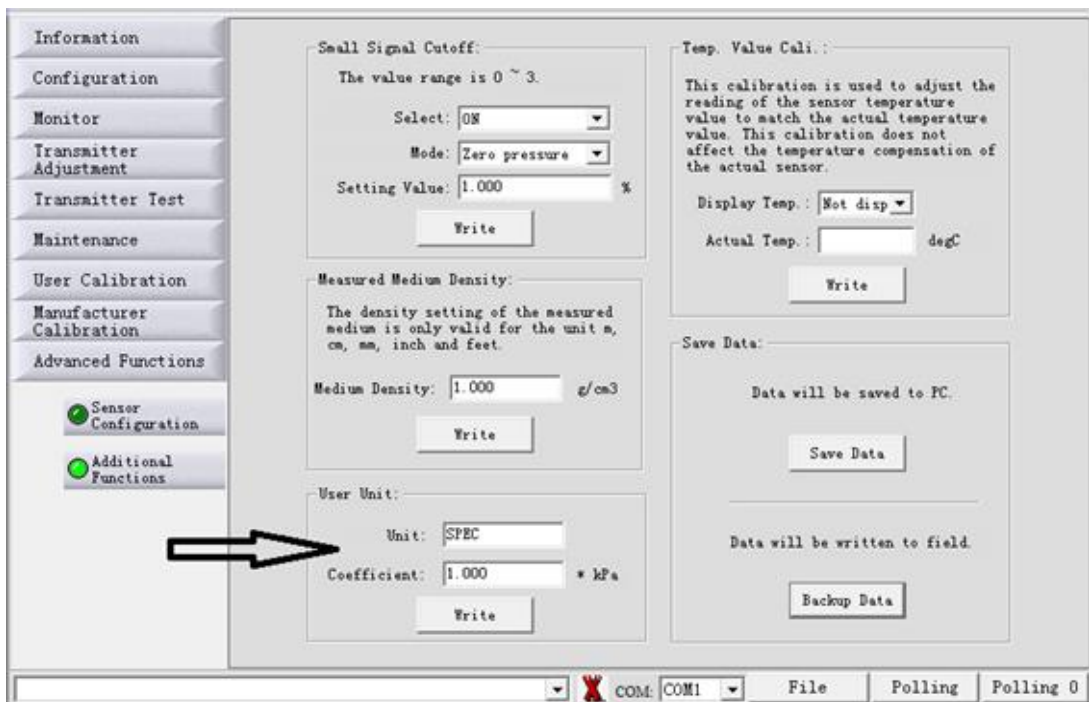 Information
Configuration
Monitor
Transmitter
Adjustment
Transmitter Test
Maintenance
User Calibration
Manufacturer
Calibration
Advanced Functions
Sensor
Configuration
Additional
Functions
Small Signal Cutoff:
The value range is 0 ~ 3.
Select: ON
Mode: Zero pressure
Setting Value: 1.000 %
Write
Measured Medium Density:
The density setting of the measured
medium is only valid for the unit m,
cm, mm, inch and feet.
Medium Density: 1.000 g/cm3
Write
User Unit:
Unit: SPEC
Coefficient: 1.000 * kPa
Write
Temp. Value Cali.:
This calibration is used to adjust the
reading of the sensor temperature
value to match the actual temperature
value. This calibration does not
affect the temperature compensation of
the actual sensor.
Display Temp.: Not disp
Actual Temp.: degC
Write
Save Data:
Data will be saved to PC.
Save Data
Data will be written to field.
Backup Data
COM: COM1 File Polling Polling 0